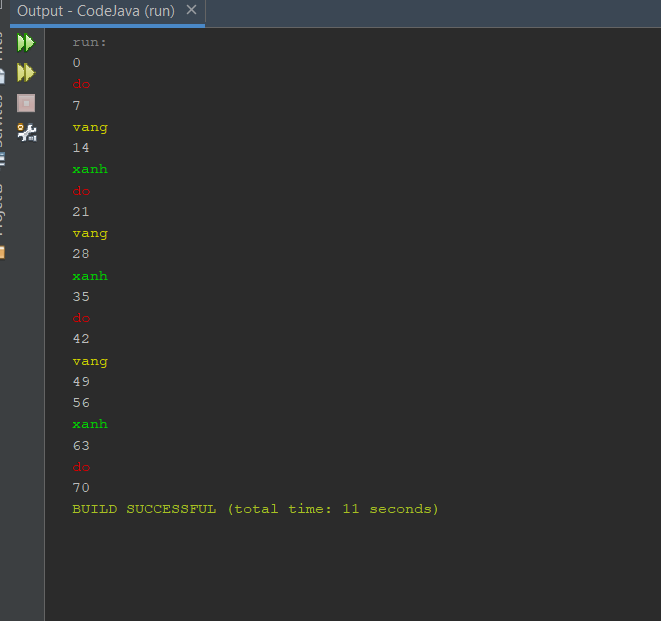 Output - CodeJava (run) ×
run:
0
do
7
vang
14
xanh
do
21
vang
28
xanh
35
do
42
vang
49
56
xanh
63
do
70
BUILD SUCCESSFUL (total time: 11 seconds)